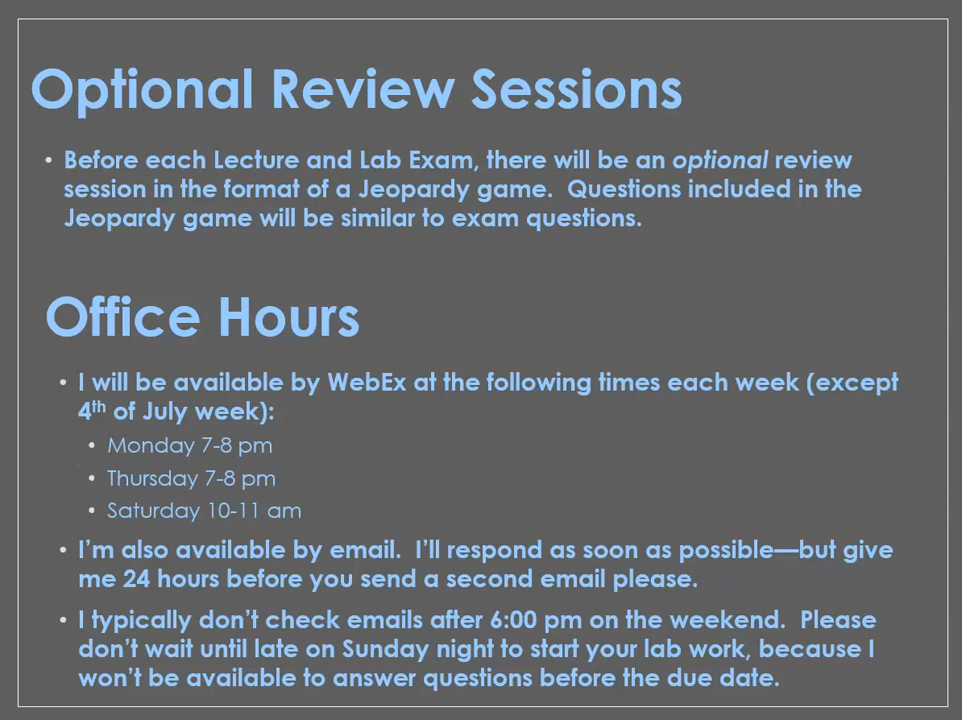 Optional Review Sessions
• Before each Lecture and Lab Exam, there will be an optional review
session in the format of a Jeopardy game.  Questions included in the
Jeopardy game will be similar to exam questions.
Office Hours
• I will be available by WebEx at the following times each week (except
4th of July week):
• Monday 7-8 pm
• Thursday 7-8 pm
• Saturday 10-11 am
• I’m also available by email.  I’ll respond as soon as possible—but give
me 24 hours before you send a second email please.
• I typically don’t check emails after 6:00 pm on the weekend.  Please
don’t wait until late on Sunday night to start your lab work, because I
won’t be available to answer questions before the due date.